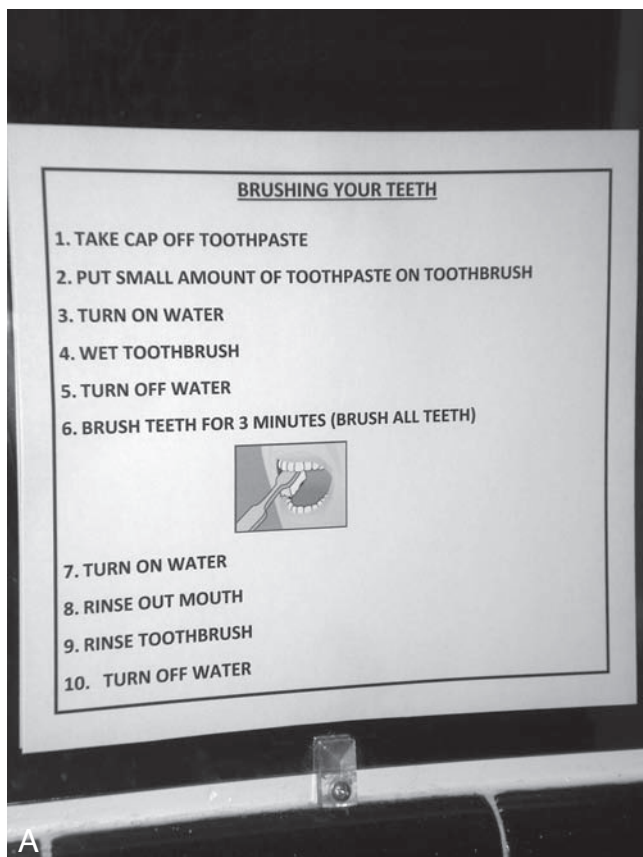 BRUSHING YOUR TEETH
1. TAKE CAP OFF TOOTHPASTE
2. PUT SMALL AMOUNT OF TOOTHPASTE ON TOOTHBRUSH
3. TURN ON WATER
4. WET TOOTHBRUSH
5. TURN OFF WATER
6. BRUSH TEETH FOR 3 MINUTES (BRUSH ALL TEETH)
7. TURN ON WATER
8. RINSE OUT MOUTH
9. RINSE TOOTHBRUSH
10. TURN OFF WATER
A